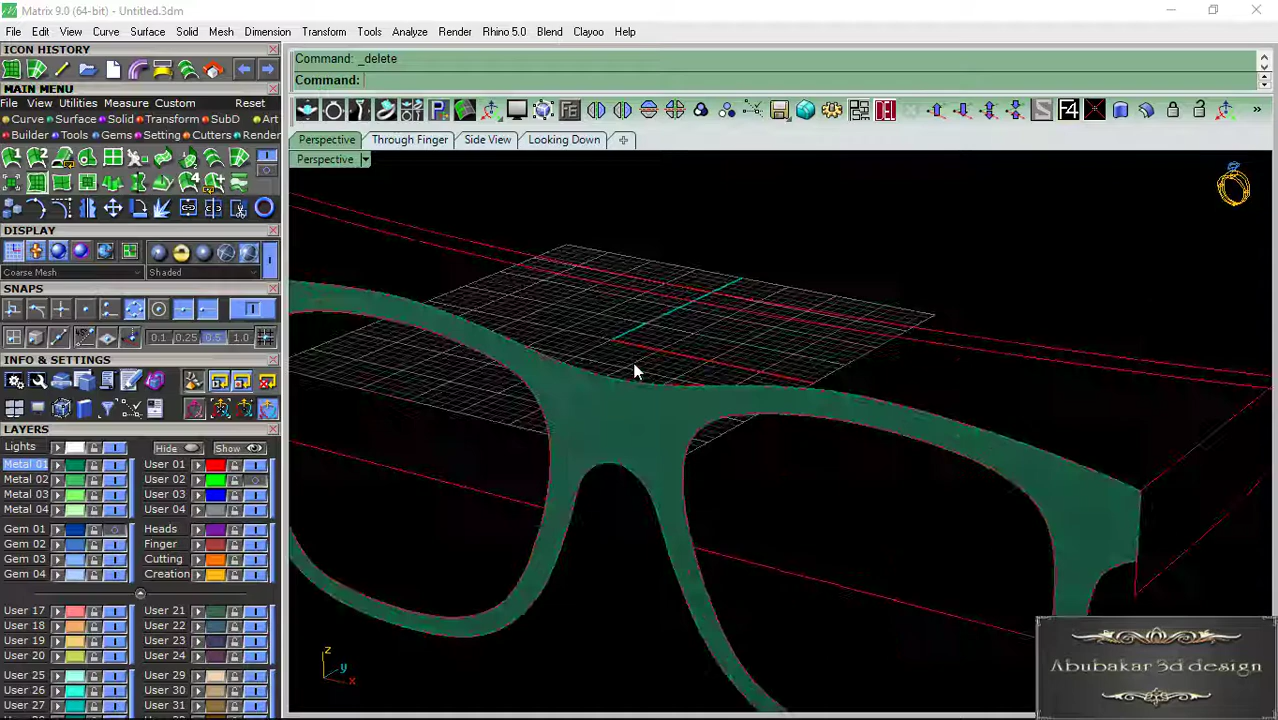 Matrix 9.0 (64-bit) - Untitled.3dm
File Edit View Curve Surface Solid Mesh Dimension Transform Tools Analyze Render Rhino 5.0 Blend Clayoo Help
ICON HISTORY
MAIN MENU
File View Utilities Measure Custom Reset
Curve Surface Solid Transform SubD Art
Builder Tools Gems Setting Cutters Render
DISPLAY
Coarse Mesh Shaded
SNAPS
0.1 0.25 0.5 1.0
INFO & SETTINGS
LAYERS
Lights Hide Show
Metal 01 User 01
Metal 02 User 02
Metal 03 User 03
Metal 04 User 04
Gem 01 Heads
Gem 02 Finger
Gem 03 Cutting
Gem 04 Creation
User 17 User 21
User 18 User 22
User 19 User 23
User 20 User 24
User 25 User 29
User 26 User 30
User 27 User 31
Command: _delete
Command:
F4
Perspective Through Finger Side View Looking Down
Perspective
z
y
x
Abubakar 3d design